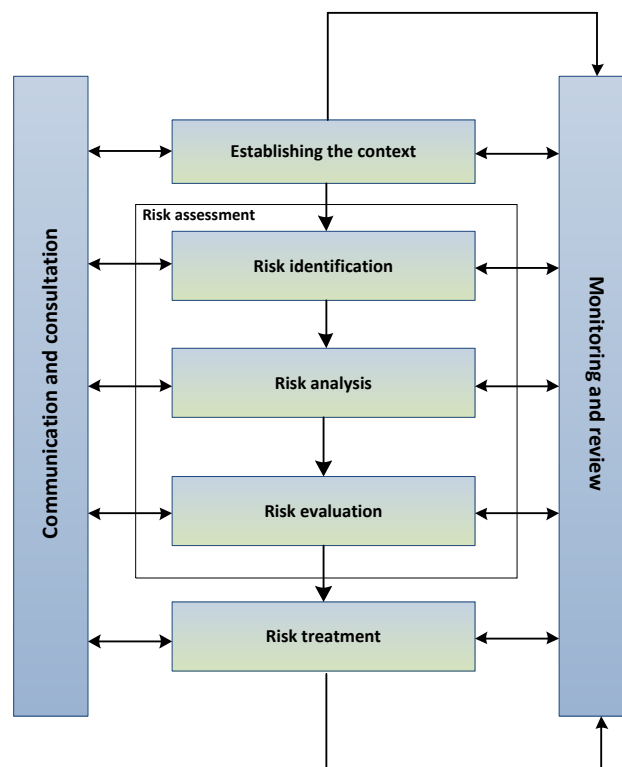 Establishing the context
Risk assessment
Risk identification
Risk analysis
Risk evaluation
Risk treatment
Communication and consultation
Monitoring and review